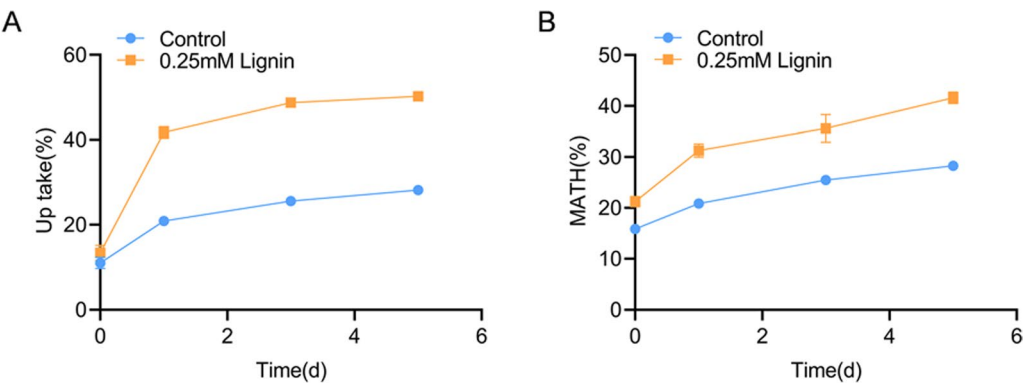 A
Control
0.25mM Lignin
60
40
20
0
Up take(%)
0 2 4 6
Time(d)
B
Control
0.25mM Lignin
50
40
30
20
10
0
MATH(%)
0 2 4 6
Time(d)